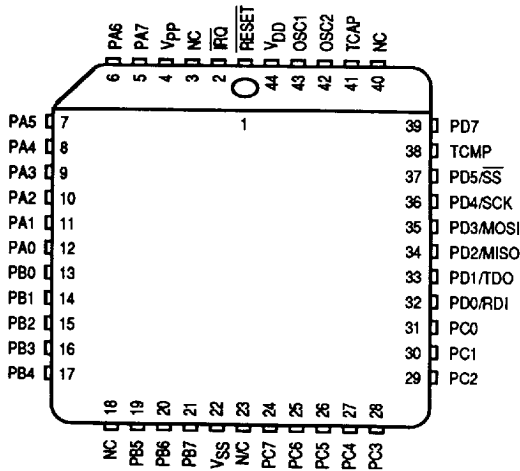 PA6 PA7 VPP NC IRQ RESET VDD OSC1 OSC2 TCAP NC
6 5 4 3 2 44 43 42 41 40
1
PA5 7 39 PD7
PA4 8 38 TCMP
PA3 9 37 PD5/SS
PA2 10 36 PD4/SCK
PA1 11 35 PD3/MOSI
PA0 12 34 PD2/MISO
PB0 13 33 PD1/TDO
PB1 14 32 PD0/RDI
PB2 15 31 PC0
PB3 16 30 PC1
PB4 17 29 PC2
18 19 20 21 22 23 24 25 26 27 28
NC PB5 PB6 PB7 VSS N/C PC7 PC6 PC5 PC4 PC3